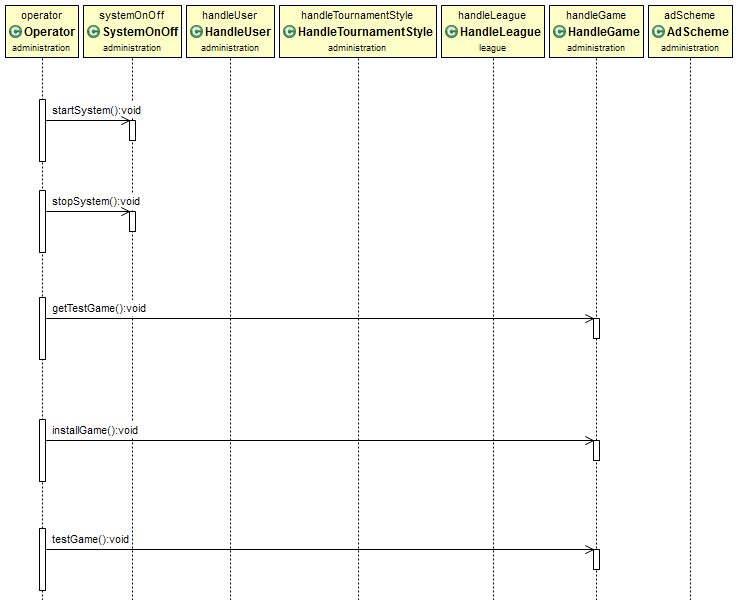 operator
C Operator
administration
systemOnOff
C SystemOnOff
administration
handleUser
C HandleUser
administration
handleTournamentStyle
C HandleTournamentStyle
administration
handleLeague
C HandleLeague
league
handleGame
C HandleGame
administration
adScheme
C AdScheme
administration
startSystem():void
stopSystem():void
getTestGame():void
installGame():void
testGame():void